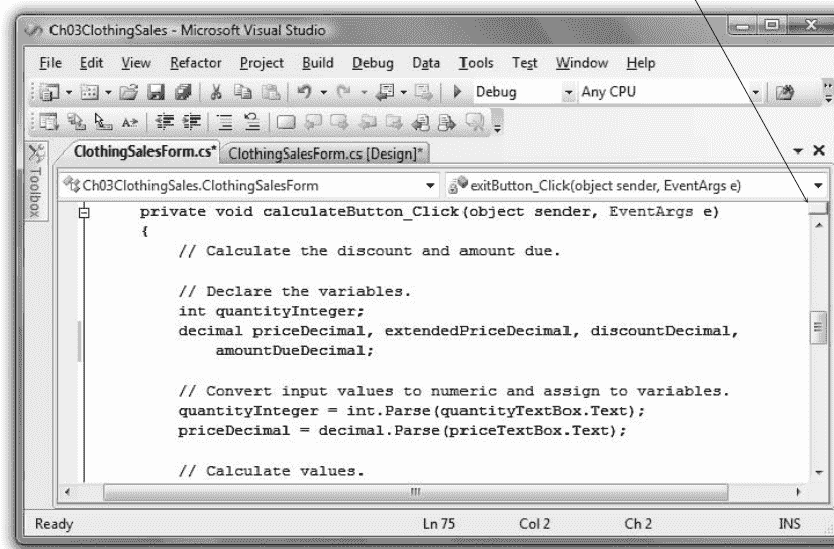 Ch03ClothingSales - Microsoft Visual Studio
File Edit View Refactor Project Build Debug Data Tools Test Window Help
Debug Any CPU
ClothingSalesForm.cs* ClothingSalesForm.cs [Design]*
Toolbox
Ch03ClothingSales.ClothingSalesForm exitButton_Click(object sender, EventArgs e)
private void calculateButton_Click(object sender, EventArgs e)
{
// Calculate the discount and amount due.
// Declare the variables.
int quantityInteger;
decimal priceDecimal, extendedPriceDecimal, discountDecimal,
amountDueDecimal;
// Convert input values to numeric and assign to variables.
quantityInteger = int.Parse(quantityTextBox.Text);
priceDecimal = decimal.Parse(priceTextBox.Text);
// Calculate values.
Ready Ln 75 Col 2 Ch 2 INS